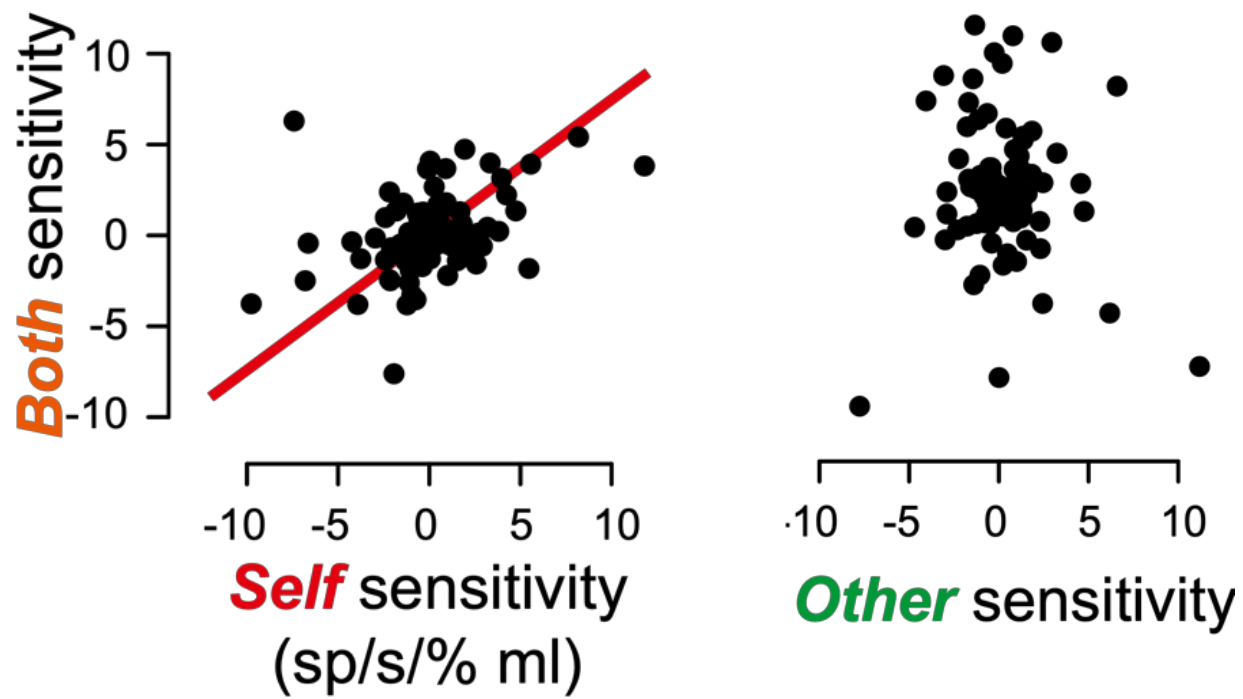 Both sensitivity
10
5
0
-5
-10
-10 -5 0 5 10
Self sensitivity
(sp/s/% ml)
-10 -5 0 5 10
Other sensitivity